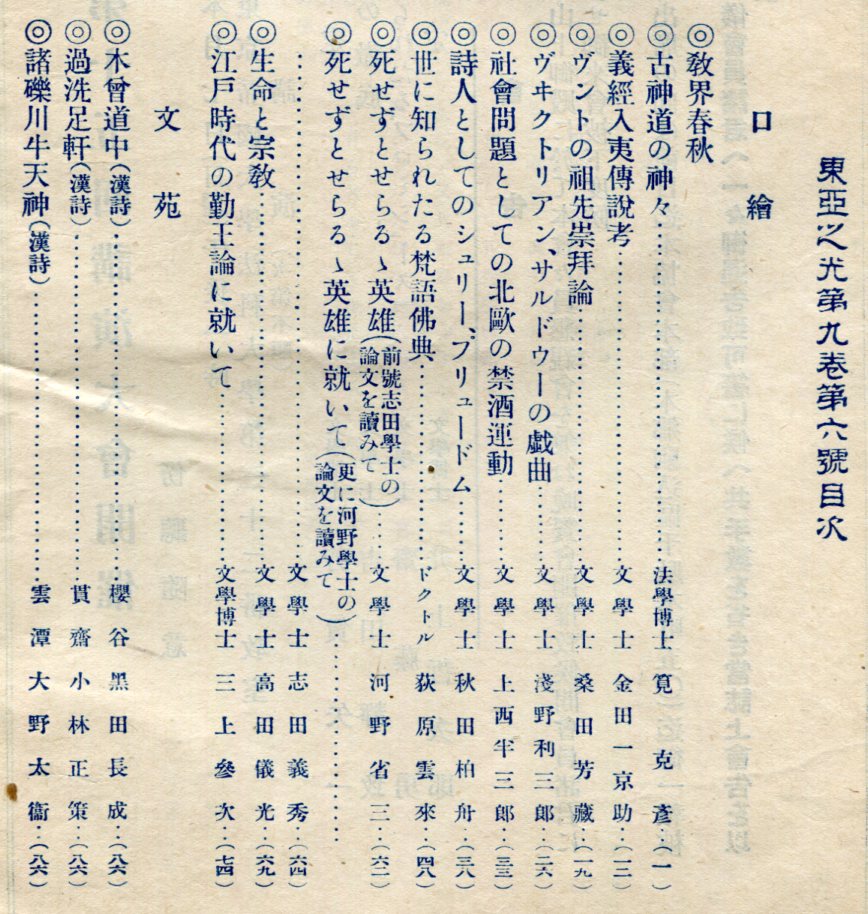 東亞之光第九卷第六號目次
口繪
◎敎界春秋
◎古神道の神々‥‥‥‥法學博士 筧克彥‥(一)
◎義經入夷傳說考‥‥‥‥文學士 金田一京助‥(一三)
◎ヴントの祖先崇拜論‥‥‥‥文學士 桑田芳藏‥(一九)
◎ヴヰクトリアン、サルドウーの戲曲‥‥‥‥文學士 淺野利三郞‥(二六)
◎社會問題としての北歐の禁酒運動‥‥‥‥文學士 上西半三郞‥(三三)
◎詩人としてのシュリー、プリュードム‥‥‥‥文學士 秋田柏舟‥(三八)
◎世に知られたる梵語佛典‥‥‥‥ドクトル 荻原雲來‥(四八)
◎死せずとせらるゝ英雄(前號志田學士の論文を讀みて)‥‥‥‥文學士 河野省三‥(六二)
◎死せずとせらるゝ英雄に就いて(更に河野學士の論文を讀みて)‥‥‥‥
‥‥‥‥文學士 志田義秀‥(六四)
◎生命と宗敎‥‥‥‥文學士 高田儀光‥(六九)
◎江戶時代の勤王論に就いて‥‥‥‥文學博士 三上參次‥(七四)
文苑
◎木曾道中(漢詩)‥‥‥‥櫻谷 黑田長成‥(八六)
◎過洗足軒(漢詩)‥‥‥‥貫齋 小林正策‥(八六)
◎諸礫川牛天神(漢詩)‥‥‥‥雲潭 大野太衞‥(八六)